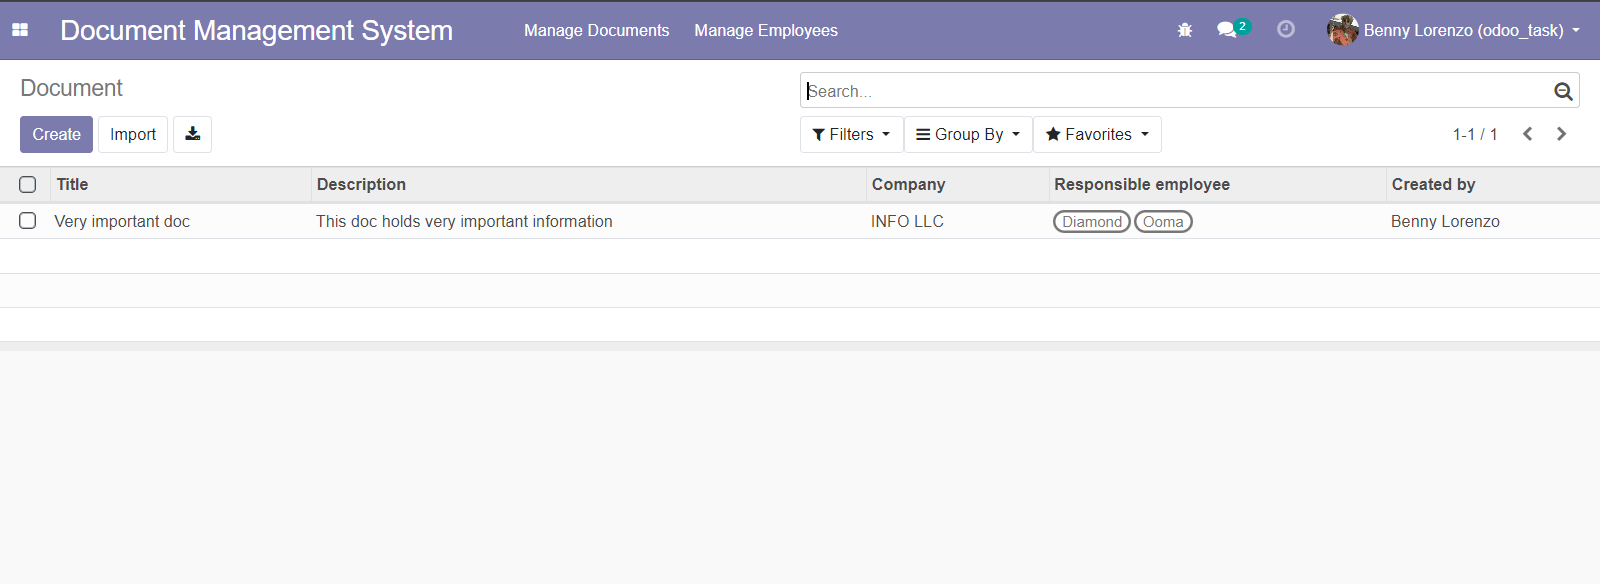 Document Management System Manage Documents Manage Employees 2 Benny Lorenzo (odoo_task)
Document Search...
Create Import Filters Group By Favorites 1-1 / 1
Title Description Company Responsible employee Created by
Very important doc This doc holds very important information INFO LLC Diamond Ooma Benny Lorenzo